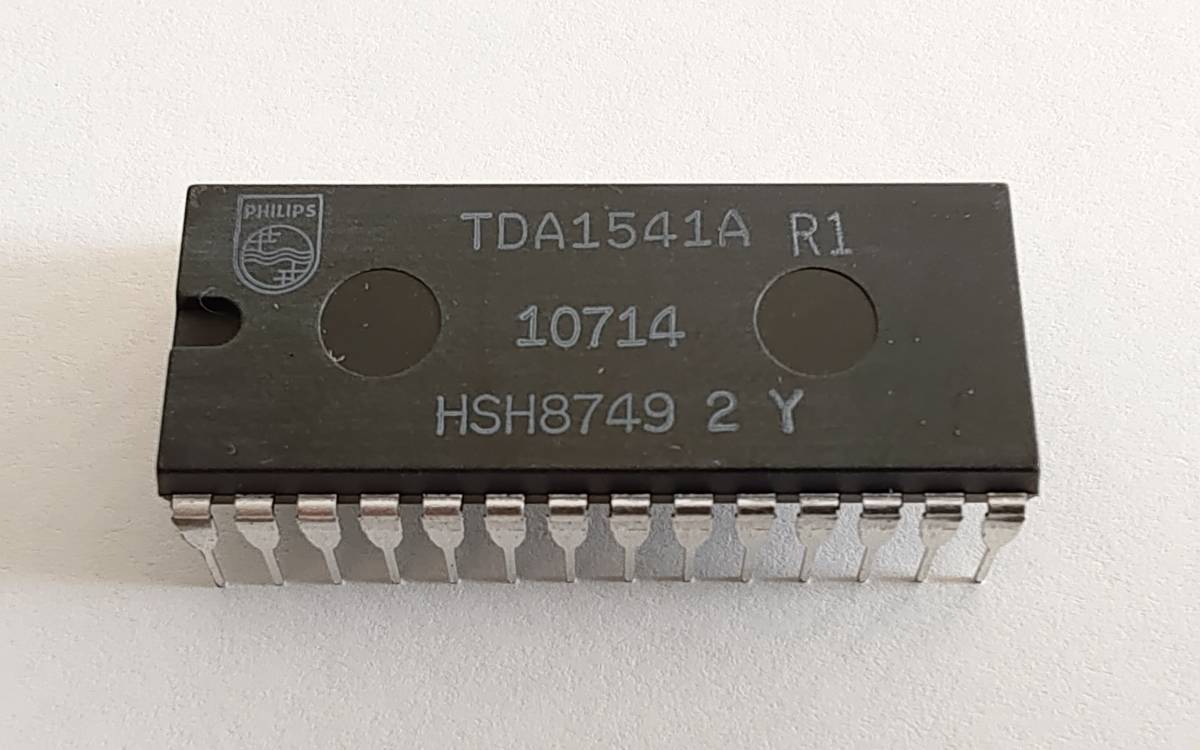 PHILIPS
TDA1541A R1
10714
HSH8749 2 Y